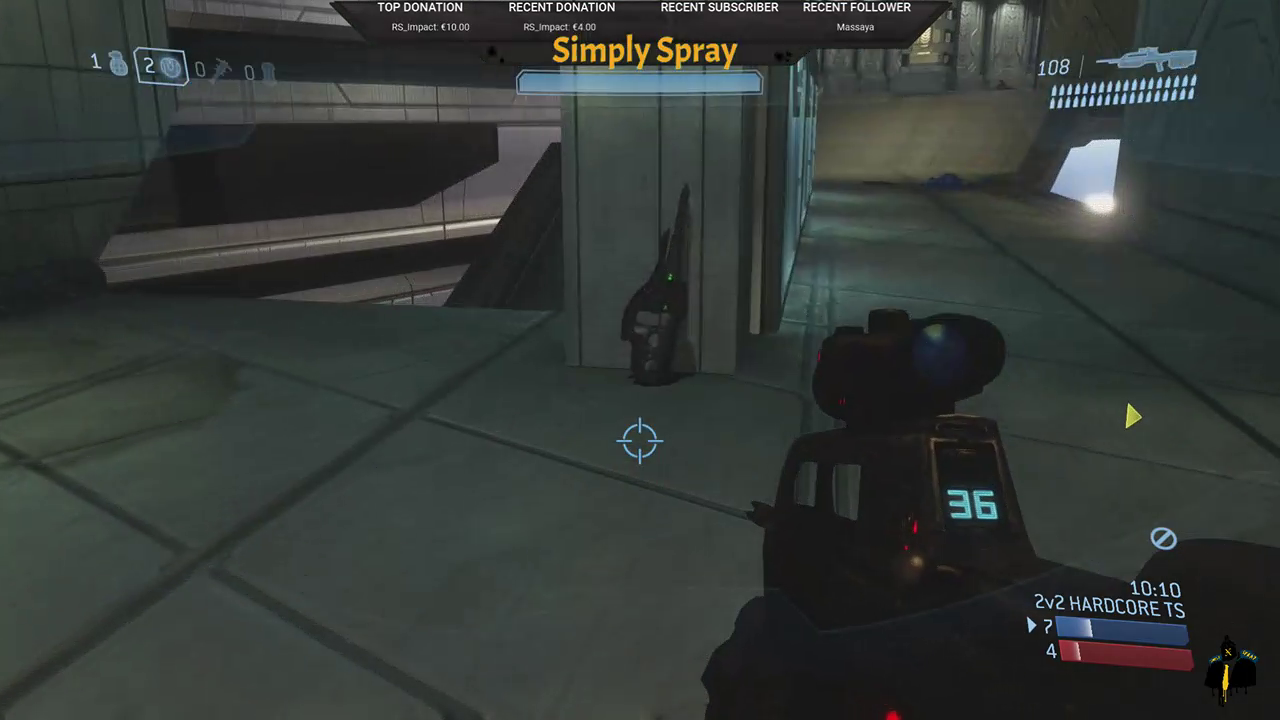 TOP DONATION
RECENT DONATION
RECENT SUBSCRIBER
RECENT FOLLOWER
RS_Impact: €10.00
RS_Impact: €4.00
Massaya
Simply Spray
1
2
0
0
108
36
10:10
2v2 HARDCORE TS
7
4